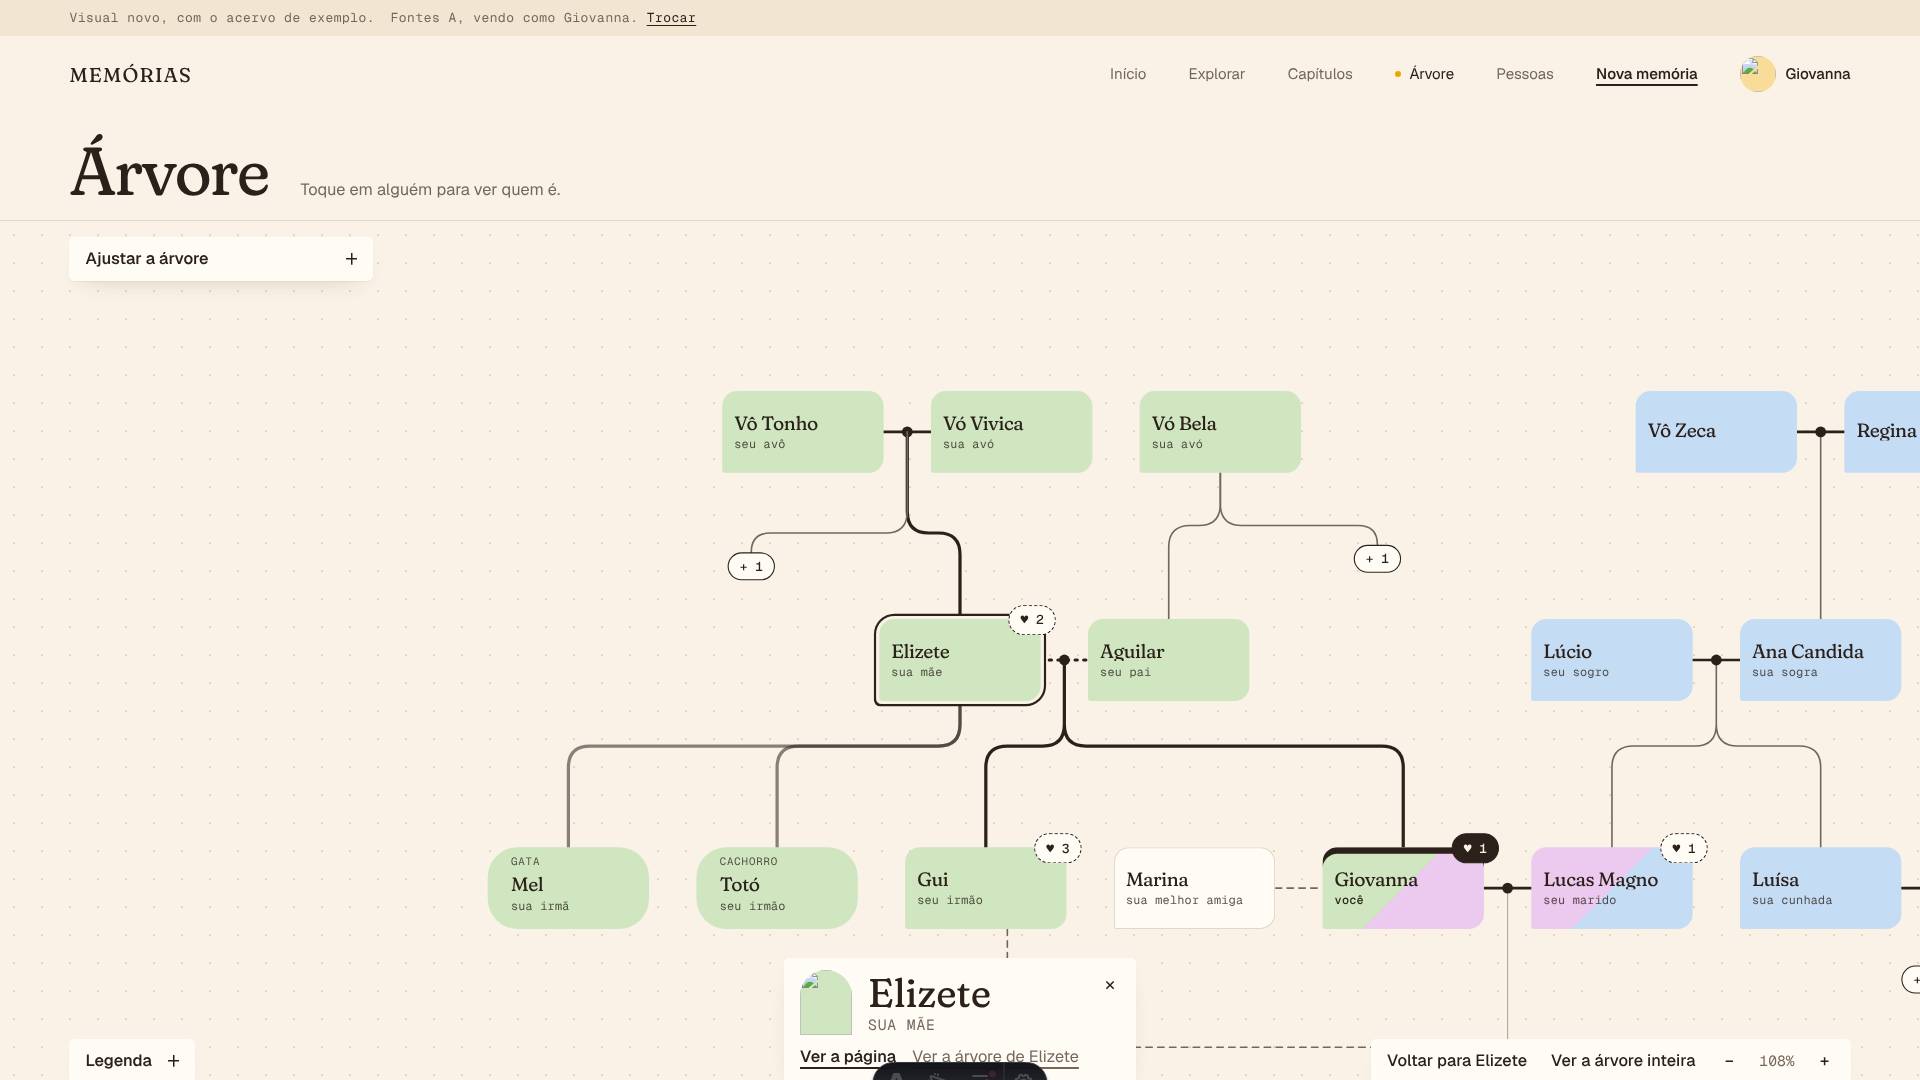 Visual novo, com o acervo de exemplo. Fontes A, vendo como Giovanna. Trocar
MEMÓRIAS
Início Explorar Capítulos Árvore Pessoas Nova memória Giovanna
Árvore
Toque em alguém para ver quem é.
Ajustar a árvore +
Vô Tonho
seu avô
Vó Vivica
sua avó
Vó Bela
sua avó
Vô Zeca
Regina
+ 1
+ 1
♥ 2
Elizete
sua mãe
Aguilar
seu pai
Lúcio
seu sogro
Ana Candida
sua sogra
GATA
Mel
sua irmã
CACHORRO
Totó
seu irmão
♥ 3
Gui
seu irmão
Marina
sua melhor amiga
♥ 1
Giovanna
você
♥ 1
Lucas Magno
seu marido
Luísa
sua cunhada
+
Elizete ×
SUA MÃE
Ver a página Ver a árvore de Elizete
Legenda +
Voltar para Elizete Ver a árvore inteira − 108% +